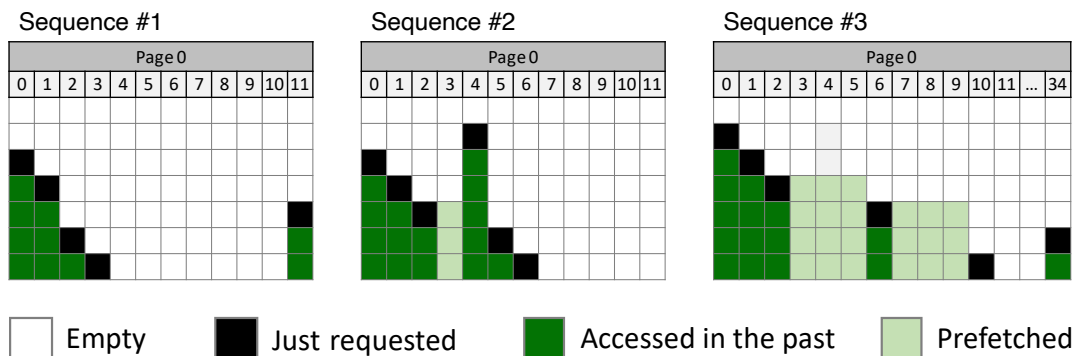 Sequence #1 Sequence #2 Sequence #3
Page 0 Page 0 Page 0
0 1 2 3 4 5 6 7 8 9 10 11 0 1 2 3 4 5 6 7 8 9 10 11 0 1 2 3 4 5 6 7 8 9 10 11 ... 34
Empty Just requested Accessed in the past Prefetched